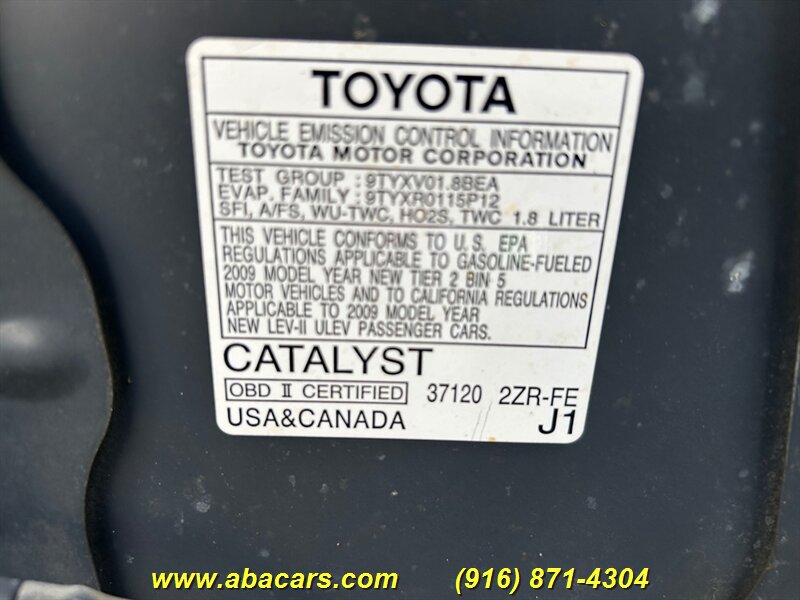 TOYOTA
VEHICLE EMISSION CONTROL INFORMATION
TOYOTA MOTOR CORPORATION
TEST GROUP : 9TYXV01.8BEA
EVAP. FAMILY : 9TYXR0115P12
SFI, A/FS, WU-TWC, HO2S, TWC 1.8 LITER
THIS VEHICLE CONFORMS TO U.S. EPA
REGULATIONS APPLICABLE TO GASOLINE-FUELED
2009 MODEL YEAR NEW TIER 2 BIN 5
MOTOR VEHICLES AND TO CALIFORNIA REGULATIONS
APPLICABLE TO 2009 MODEL YEAR
NEW LEV-II ULEV PASSENGER CARS.
CATALYST
OBD II CERTIFIED 37120 2ZR-FE
USA&CANADA J1
www.abacars.com (916) 871-4304